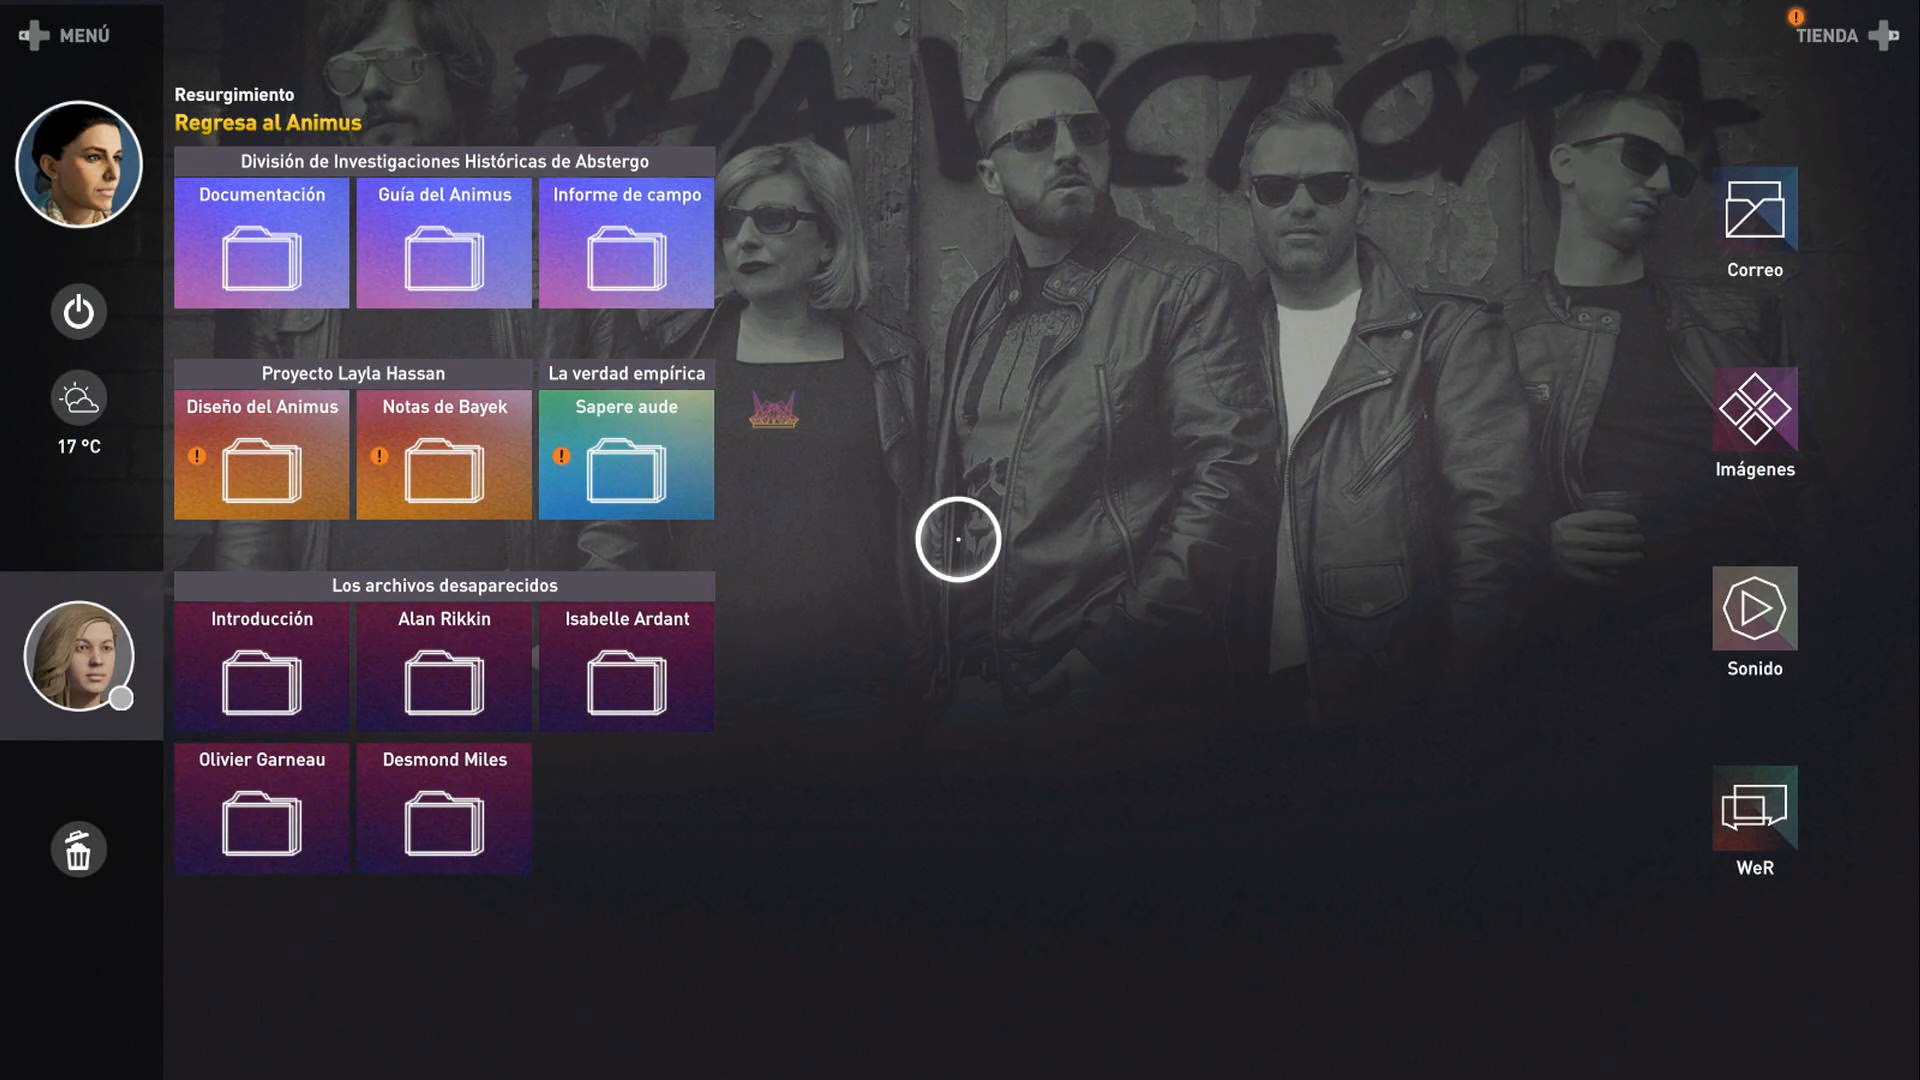 MENÚ
TIENDA
Resurgimiento
Regresa al Animus
División de Investigaciones Históricas de Abstergo
Documentación
Guía del Animus
Informe de campo
Proyecto Layla Hassan
La verdad empírica
Diseño del Animus
Notas de Bayek
Sapere aude
17 °C
Los archivos desaparecidos
Introducción
Alan Rikkin
Isabelle Ardant
Olivier Garneau
Desmond Miles
Correo
Imágenes
Sonido
WeR